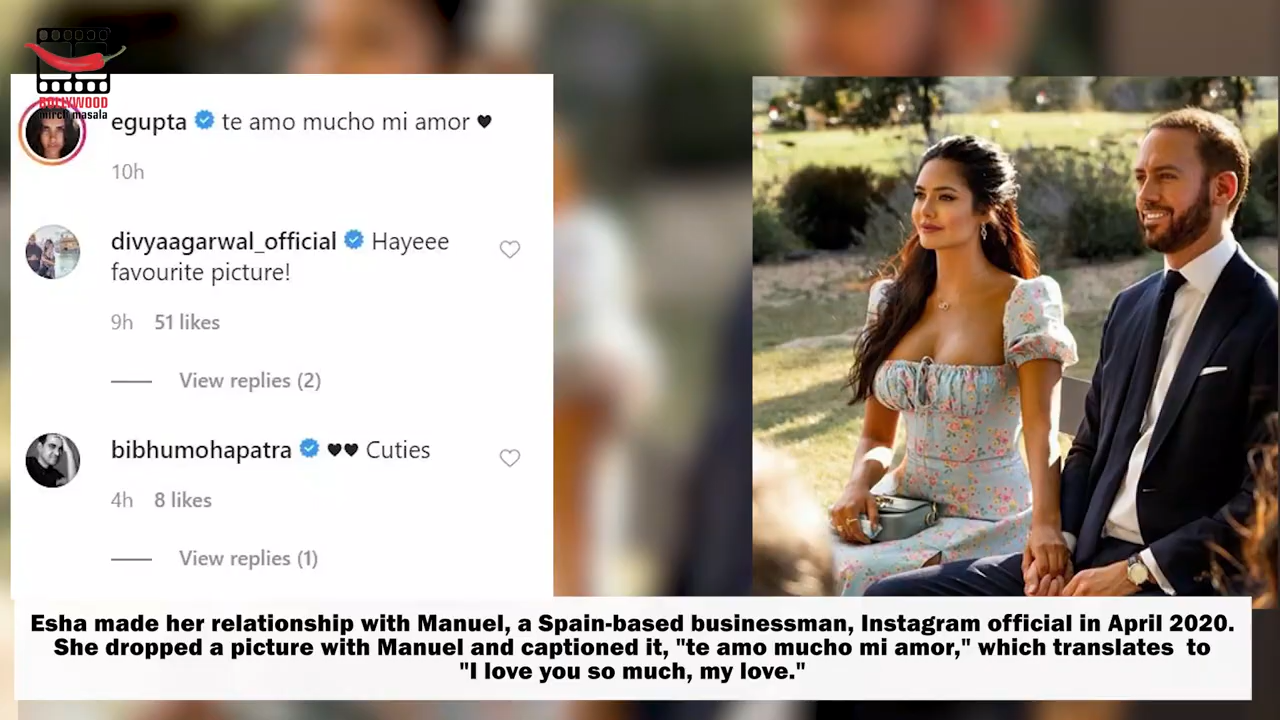 BOLLYWOOD
mirch masala
egupta te amo mucho mi amor 🖤
10h
divyaagarwal_official Hayeee
favourite picture!
9h 51 likes
View replies (2)
bibhumohapatra 🖤🖤 Cuties
4h 8 likes
View replies (1)
Esha made her relationship with Manuel, a Spain-based businessman, Instagram official in April 2020.
She dropped a picture with Manuel and captioned it, "te amo mucho mi amor," which translates to
"I love you so much, my love."